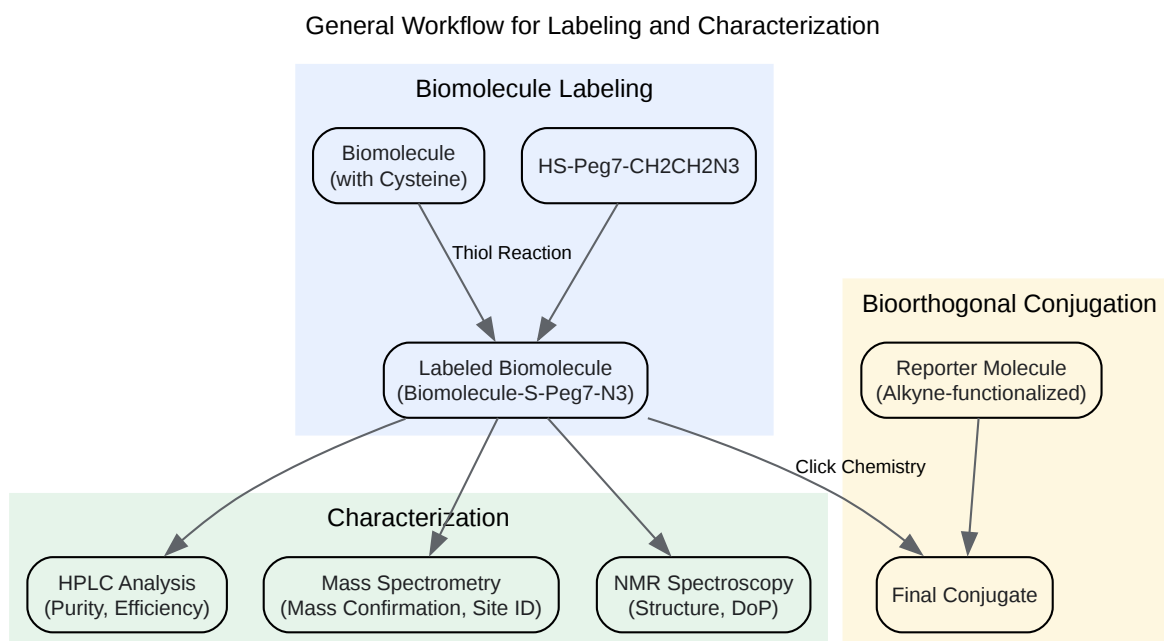 General Workflow for Labeling and Characterization
Biomolecule Labeling
Biomolecule
(with Cysteine)
HS-Peg7-CH2CH2N3
Thiol Reaction
Labeled Biomolecule
(Biomolecule-S-Peg7-N3)
Bioorthogonal Conjugation
Reporter Molecule
(Alkyne-functionalized)
Click Chemistry
Characterization
HPLC Analysis
(Purity, Efficiency)
Mass Spectrometry
(Mass Confirmation, Site ID)
NMR Spectroscopy
(Structure, DoP)
Final Conjugate